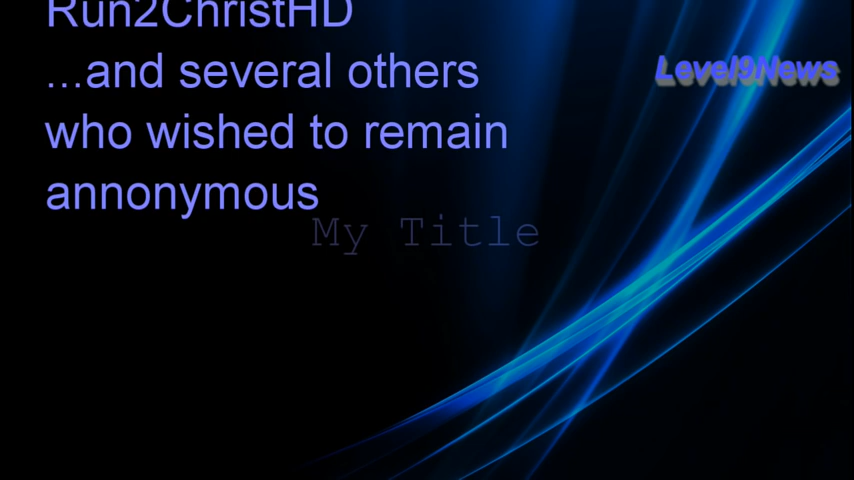 Run2ChristHD
...and several others
Level9News
who wished to remain
annonymous
My Title